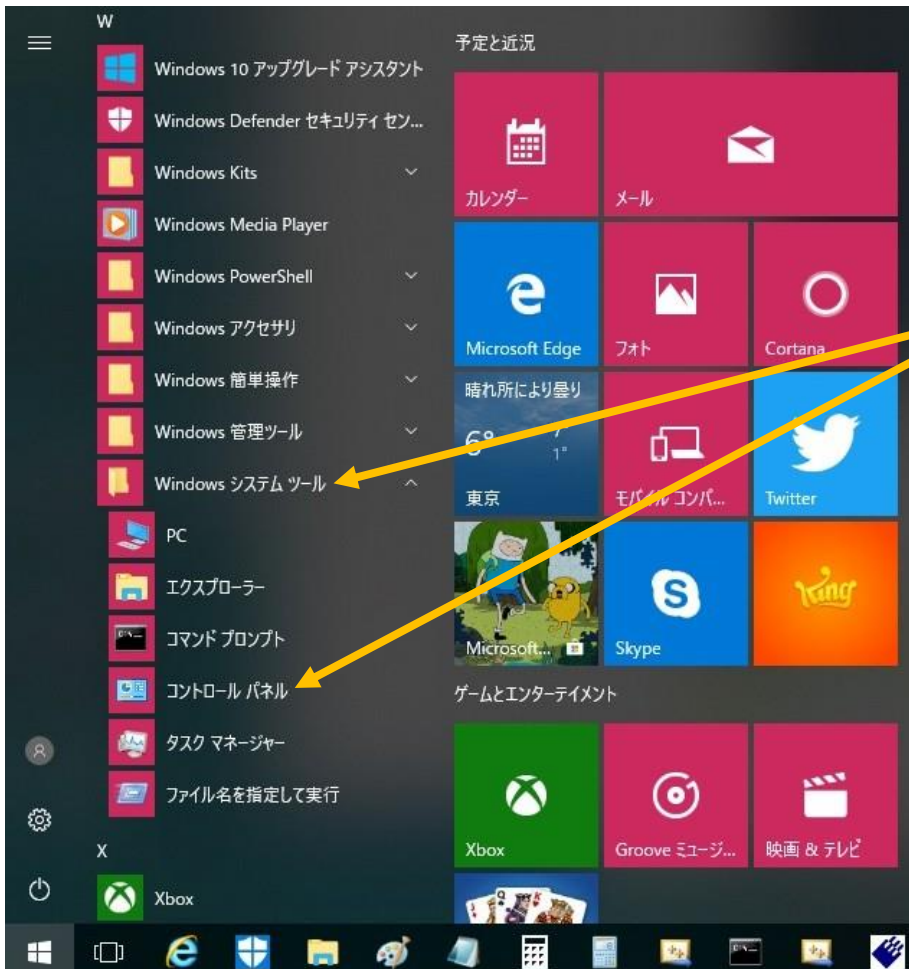 W
Windows 10 アップグレード アシスタント
Windows Defender セキュリティ セン...
Windows Kits
Windows Media Player
Windows PowerShell
Windows アクセサリ
Windows 簡単操作
Windows 管理ツール
Windows システム ツール
PC
エクスプローラー
コマンド プロンプト
コントロール パネル
タスク マネージャー
ファイル名を指定して実行
X
Xbox
予定と近況
カレンダー
メール
Microsoft Edge
フォト
Cortana
晴れ所により曇り
6°
1°
東京
モバイル コンパ...
Twitter
Microsoft...
Skype
King
ゲームとエンターテイメント
Xbox
Groove ミュージ...
映画 & テレビ